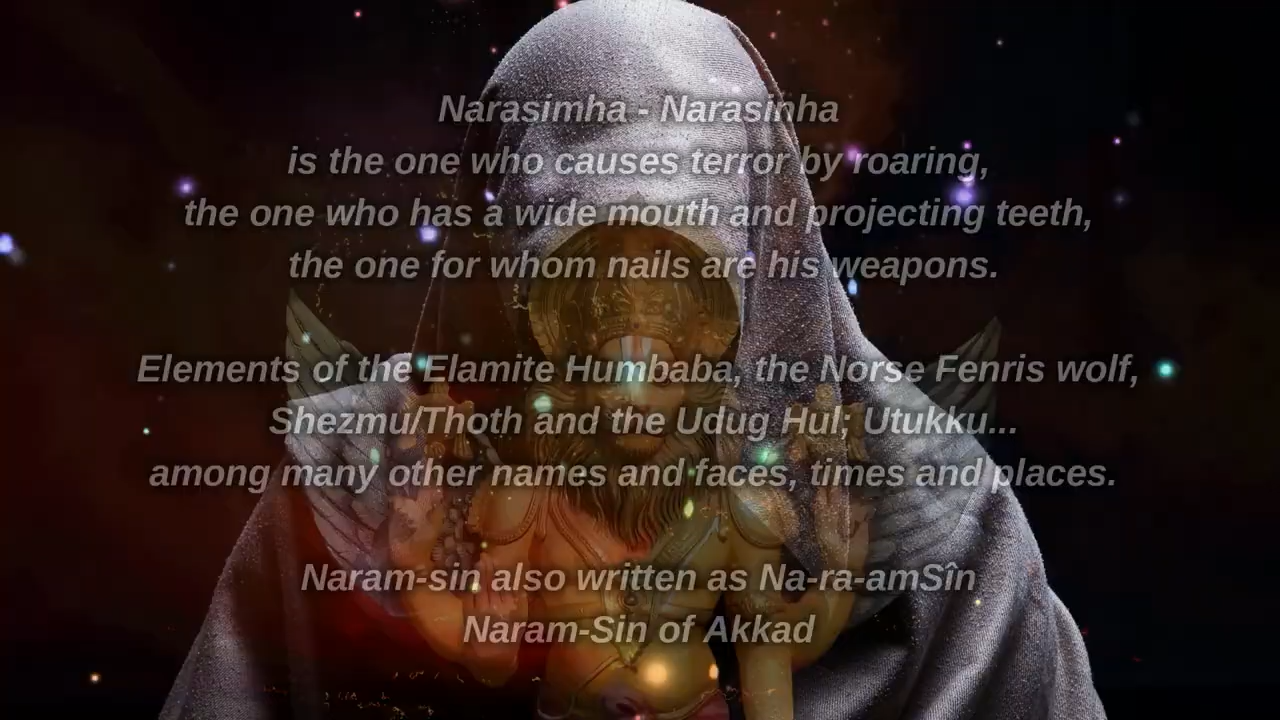 Narasimha - Narasinha
is the one who causes terror by roaring,
the one who has a wide mouth and projecting teeth,
the one for whom nails are his weapons.
Elements of the Elamite Humbaba, the Norse Fenris wolf,
Shezmu/Thoth and the Udug Hul; Utukku...
among many other names and faces, times and places.
Naram-sin also written as Na-ra-amSîn
Naram-Sin of Akkad